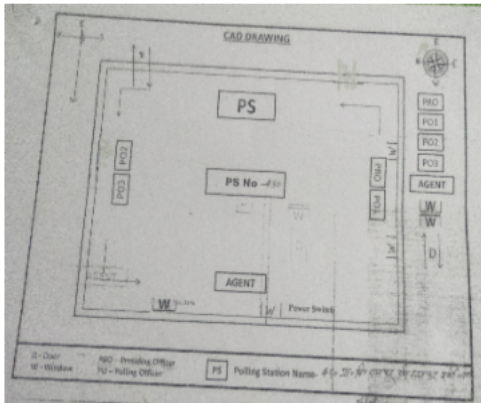 CAD DRAWING
PS
PS No
PO2
PO3
PRO
PO1
AGENT
W
W
W
W
Power Switch
PRO
PO1
PO2
PO3
AGENT
W
W
D
D - Door
W - Window
PRO - Presiding Officer
PO - Polling Officer
PS
Polling Station Name-